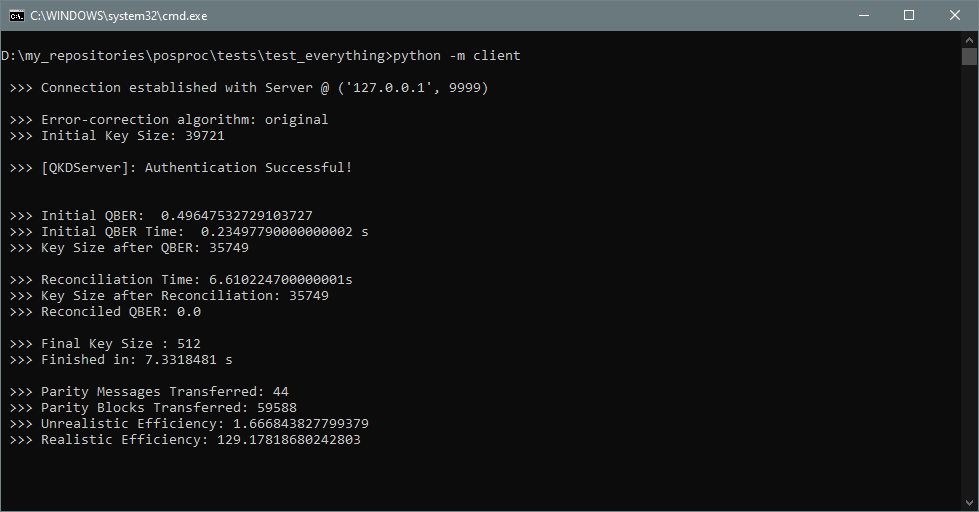 C:\WINDOWS\system32\cmd.exe
D:\my_repositories\posproc\tests\test_everything>python -m client
>>> Connection established with Server @ ('127.0.0.1', 9999)
>>> Error-correction algorithm: original
>>> Initial Key Size: 39721
>>> [QKDServer]: Authentication Successful!
>>> Initial QBER:  0.49647532729103727
>>> Initial QBER Time:  0.23497790000000002 s
>>> Key Size after QBER: 35749
>>> Reconciliation Time: 6.610224700000001s
>>> Key Size after Reconciliation: 35749
>>> Reconciled QBER: 0.0
>>> Final Key Size : 512
>>> Finished in: 7.3318481 s
>>> Parity Messages Transferred: 44
>>> Parity Blocks Transferred: 59588
>>> Unrealistic Efficiency: 1.666843827799379
>>> Realistic Efficiency: 129.17818680242803